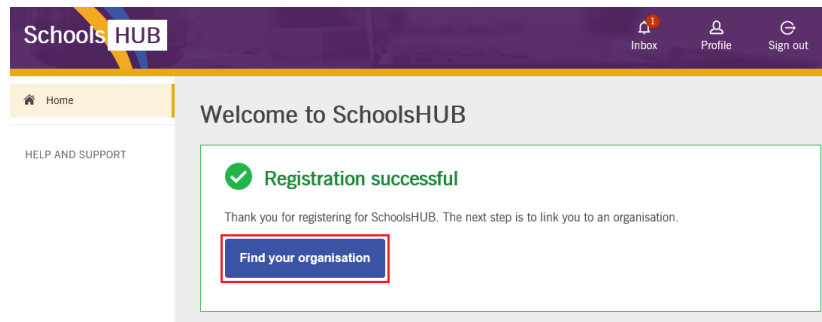 Schools HUB
1
Inbox
Profile
Sign out
Home
HELP AND SUPPORT
Welcome to SchoolsHUB
Registration successful
Thank you for registering for SchoolsHUB. The next step is to link you to an organisation.
Find your organisation